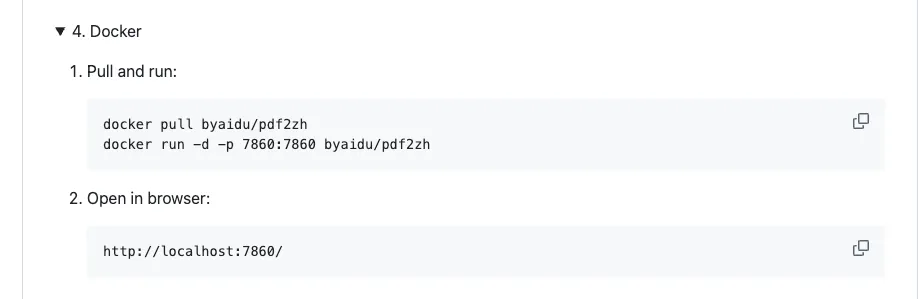 ▼ 4. Docker
1. Pull and run:
docker pull byaidu/pdf2zh
docker run -d -p 7860:7860 byaidu/pdf2zh
2. Open in browser:
http://localhost:7860/